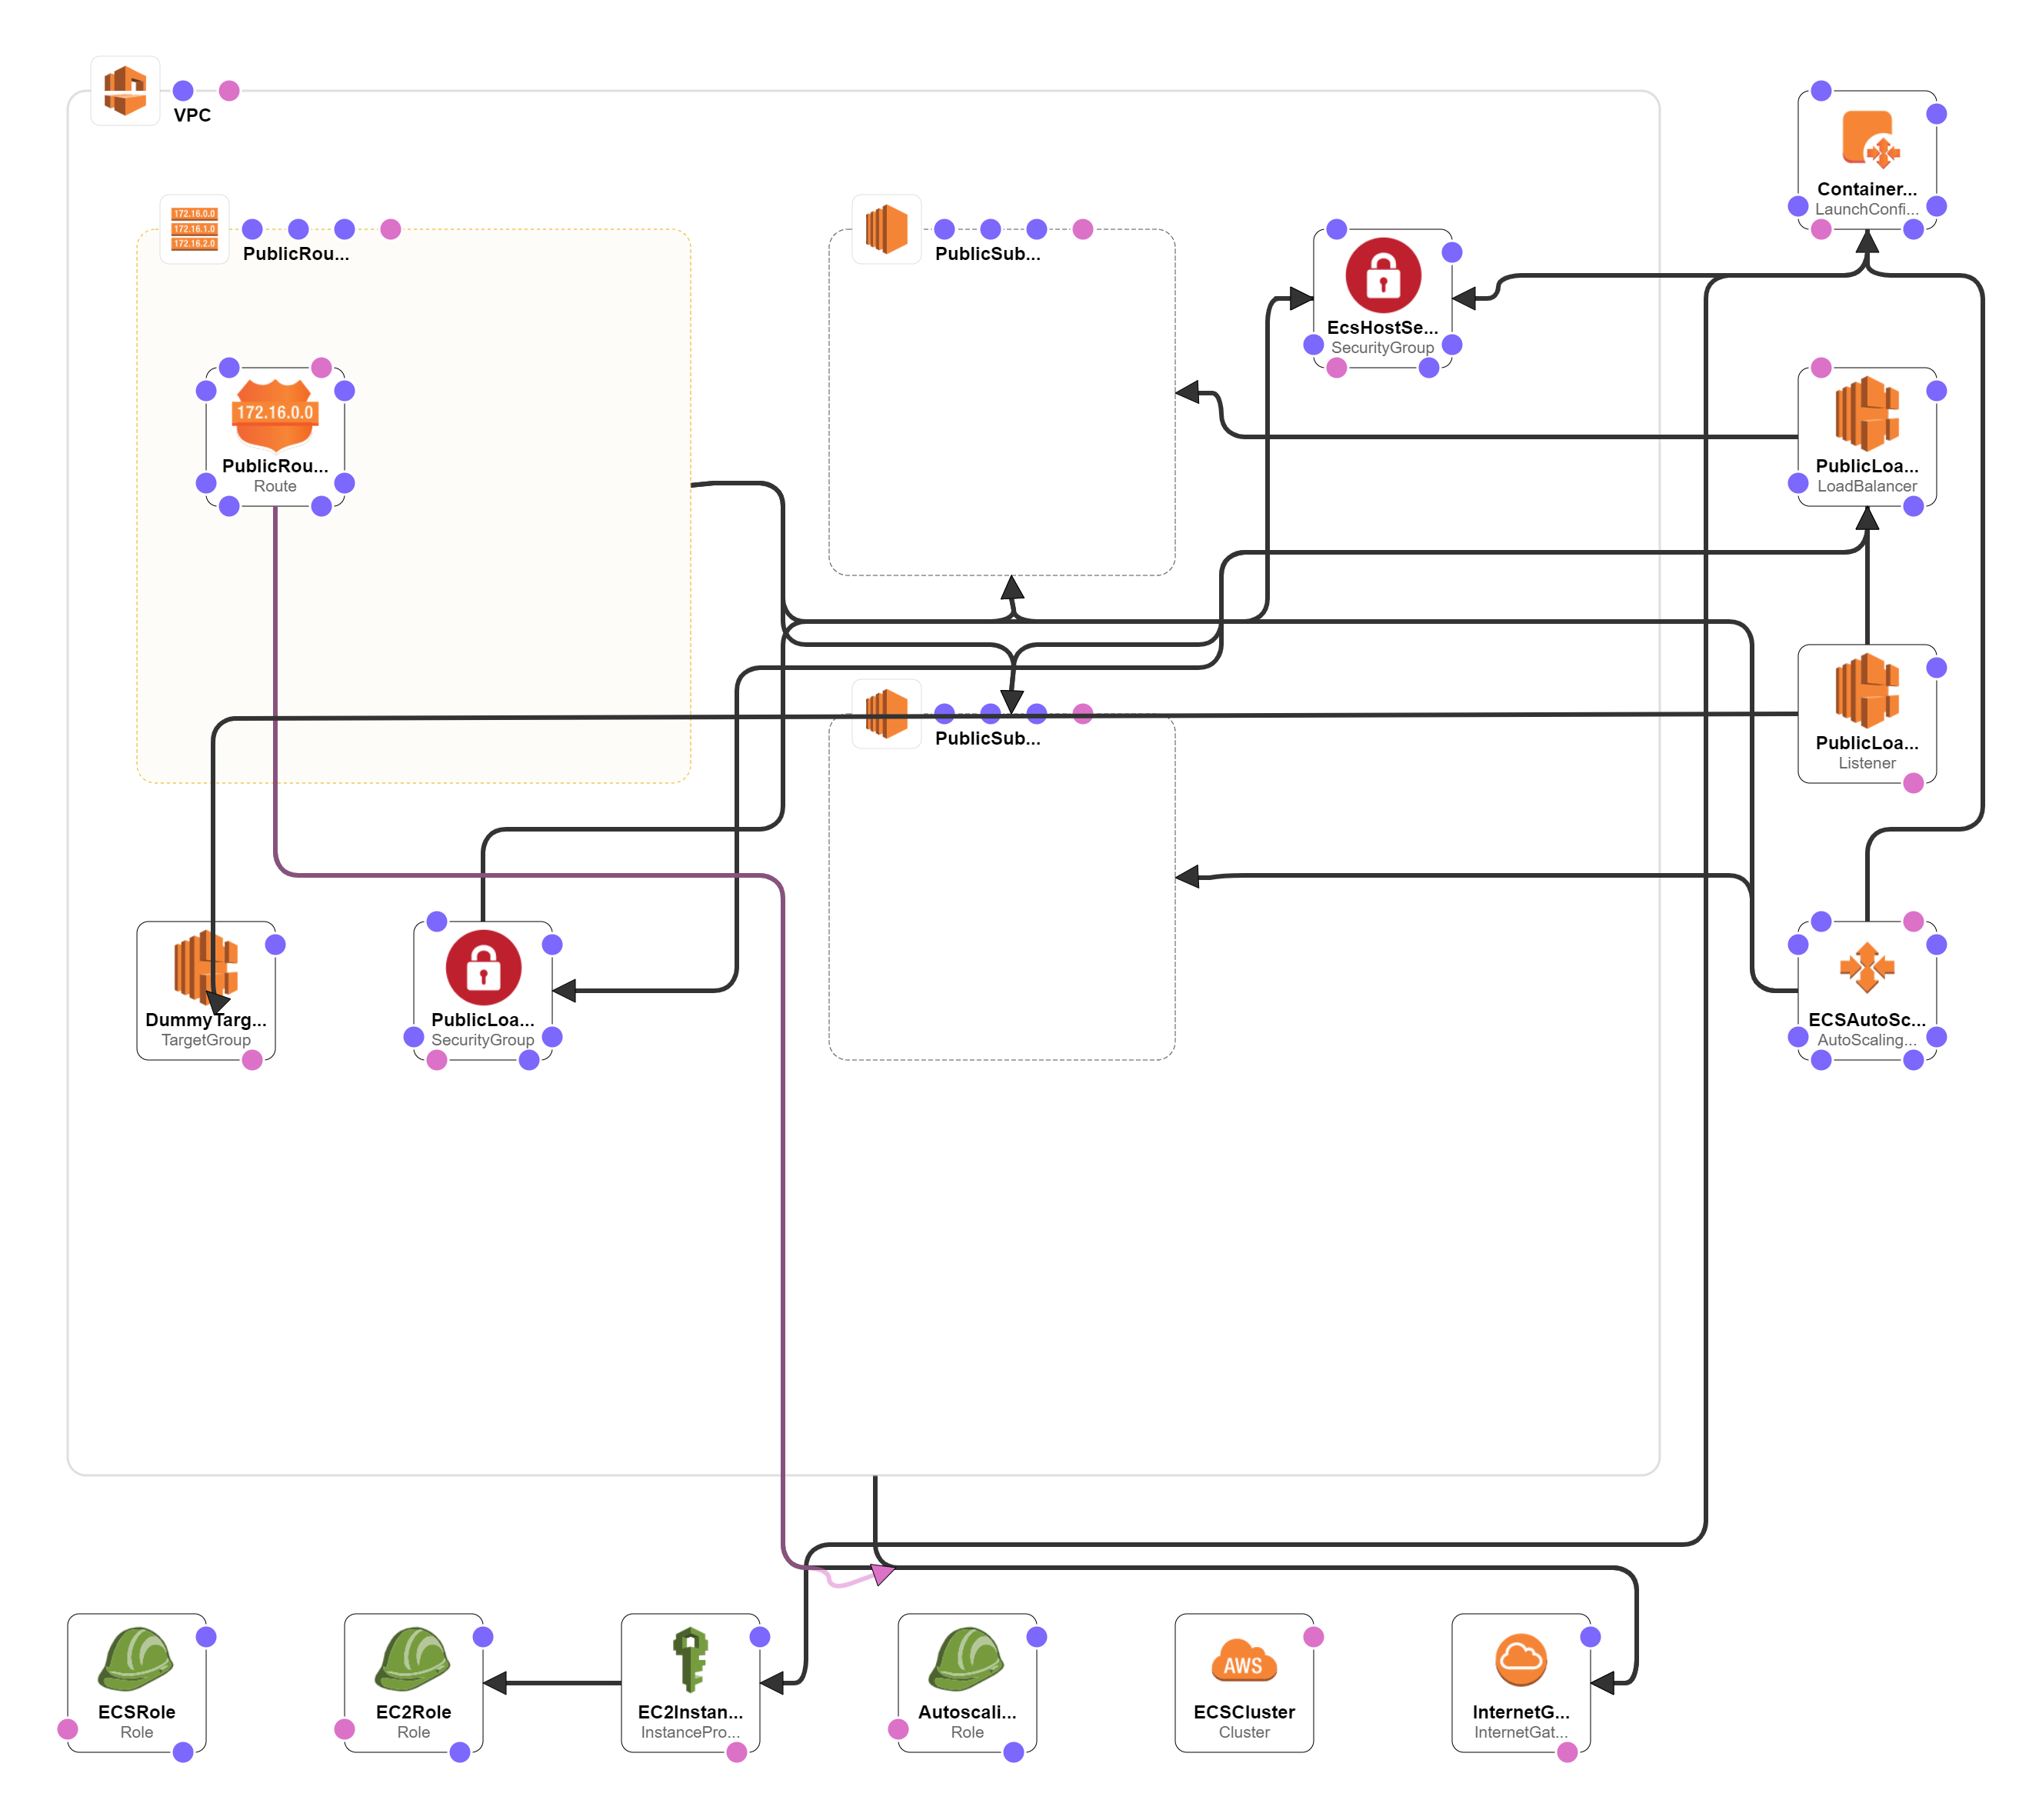 VPC
172.16.0.0
172.16.1.0
172.16.2.0
PublicRou...
PublicSub...
Container...
LaunchConfi...
EcsHostSe...
SecurityGroup
172.16.0.0
PublicRou...
Route
PublicLoa...
LoadBalancer
PublicSub...
PublicLoa...
Listener
DummyTarg...
TargetGroup
PublicLoa...
SecurityGroup
ECSAutoSc...
AutoScaling...
ECSRole
Role
EC2Role
Role
EC2Instan...
InstancePro...
Autoscali...
Role
AWS
ECSCluster
Cluster
InternetG...
InternetGat...